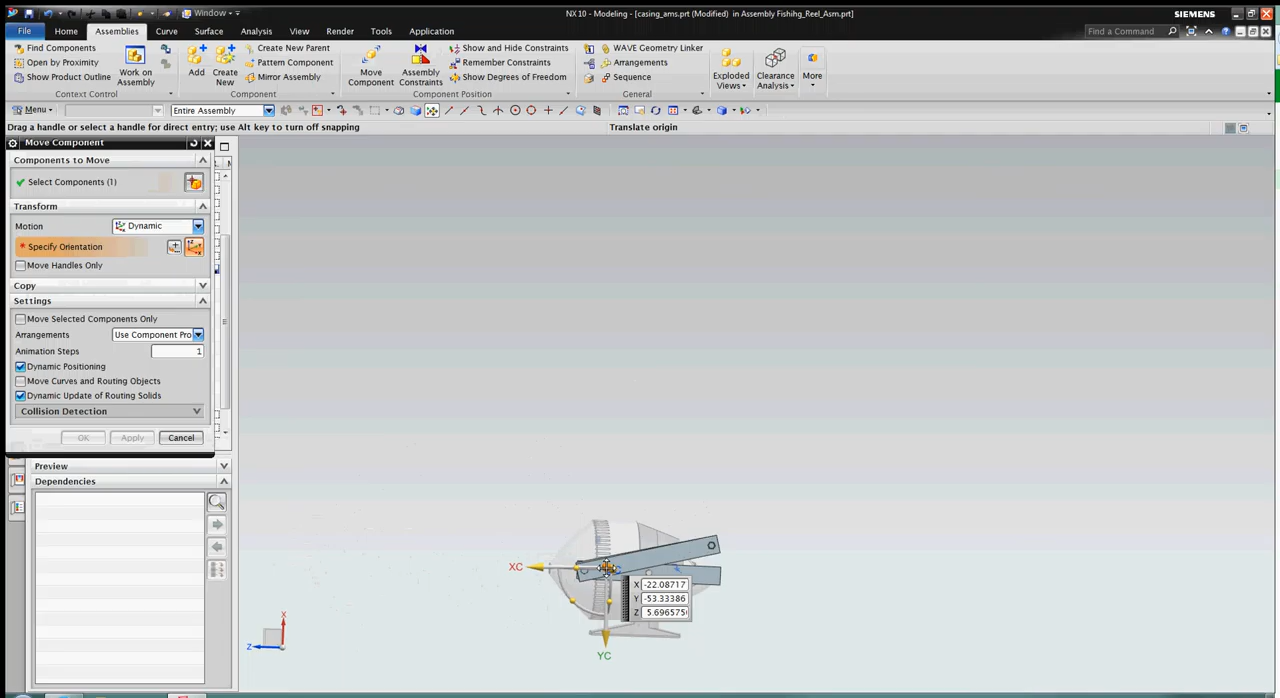 Window
NX 10 - Modeling - [casing_ams.prt (Modified) in Assembly Fishihg_Reel_Asm.prt]
SIEMENS
File
Home
Assemblies
Curve
Surface
Analysis
View
Render
Tools
Application
Find a Command
Find Components
Open by Proximity
Show Product Outline
Work on Assembly
Context Control
Add
Create New
Create New Parent
Pattern Component
Mirror Assembly
Component
Move Component
Assembly Constraints
Show and Hide Constraints
Remember Constraints
Show Degrees of Freedom
Component Position
WAVE Geometry Linker
Arrangements
Sequence
General
Exploded Views
Clearance Analysis
More
Menu
Entire Assembly
Drag a handle or select a handle for direct entry; use Alt key to turn off snapping
Translate origin
Move Component
Components to Move
Select Components (1)
Transform
Motion
Dynamic
* Specify Orientation
Move Handles Only
Copy
Settings
Move Selected Components Only
Arrangements
Use Component Pro
Animation Steps
1
Dynamic Positioning
Move Curves and Routing Objects
Dynamic Update of Routing Solids
Collision Detection
OK
Apply
Cancel
Preview
Dependencies
XC
X -22.08717
Y -53.33386
Z 5.696575
YC
X
Z